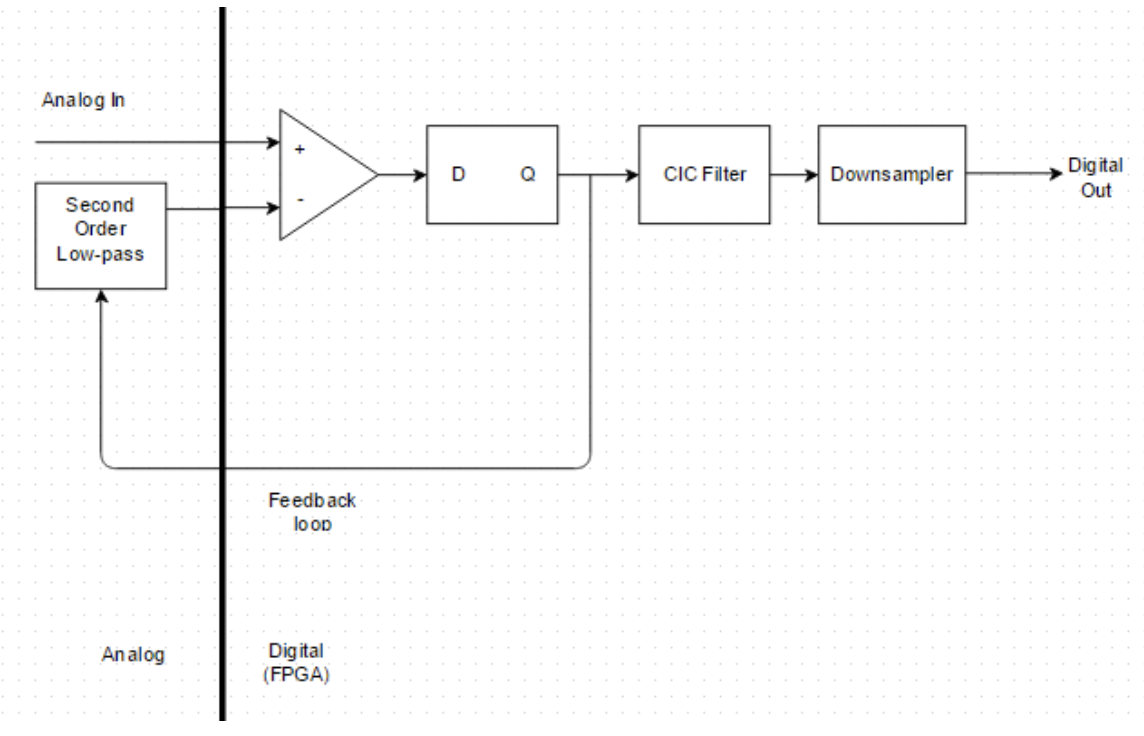 Analog In
+
-
Second
Order
Low-pass
D Q
CIC Filter
Downsampler
Digital
Out
Feedback
loop
Analog
Digital
(FPGA)